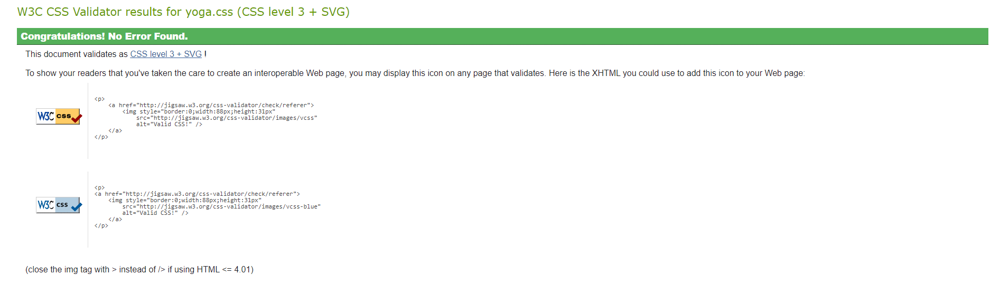 W3C CSS Validator results for yoga.css (CSS level 3 + SVG)
Congratulations! No Error Found.
This document validates as CSS level 3 + SVG !
To show your readers that you've taken the care to create an interoperable Web page, you may display this icon on any page that validates. Here is the XHTML you could use to add this icon to your Web page:
W3C css
<p>
    <a href="http://jigsaw.w3.org/css-validator/check/referer">
        <img style="border:0;width:88px;height:31px"
            src="http://jigsaw.w3.org/css-validator/images/vcss"
            alt="Valid CSS!" />
    </a>
</p>
W3C css
<p>
<a href="http://jigsaw.w3.org/css-validator/check/referer">
    <img style="border:0;width:88px;height:31px"
        src="http://jigsaw.w3.org/css-validator/images/vcss-blue"
        alt="Valid CSS!" />
    </a>
</p>
(close the img tag with > instead of /> if using HTML <= 4.01)